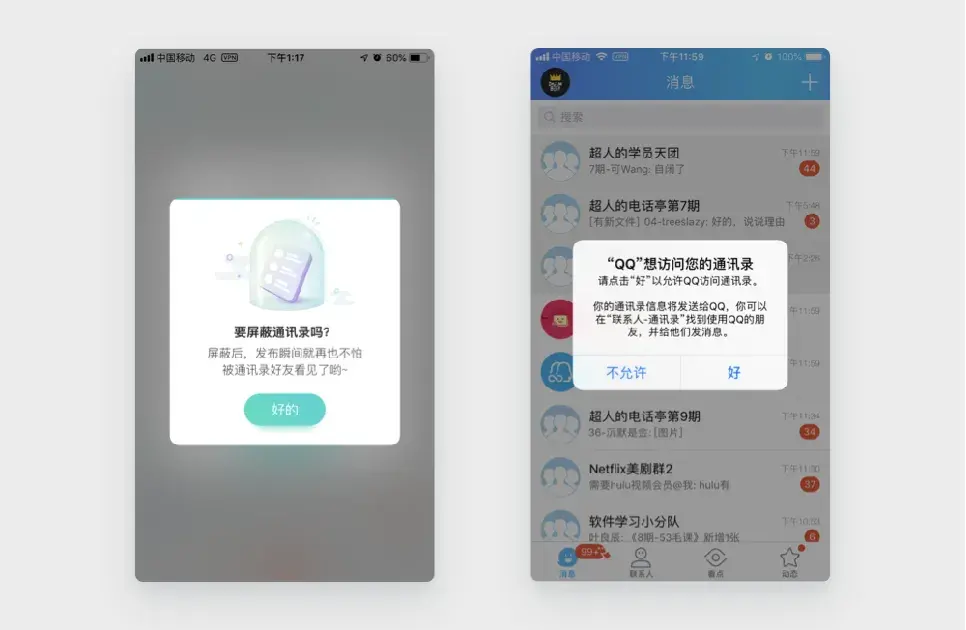 中国移动 4G VPN 下午1:17 60%
要屏蔽通讯录吗?
屏蔽后，发布瞬间就再也不怕
被通讯录好友看见了哟~
好的
中国移动 VPN 下午11:59 100%
消息
搜索
超人的学员天团 下午11:59
7期-可Wang: 自闭了 44
超人的电话亭第7期 下午5:46
[有新文件] 04-treeslazy: 好的，说说理由 3
下午2:26
“QQ”想访问您的通讯录
请点击“好”以允许QQ访问通讯录。
你的通讯录信息将发送给QQ，你可以
在“联系人-通讯录”找到使用QQ的朋
友，并给他们发消息。
不允许 好
下午11:59
下午11:59
超人的电话亭第9期
36-沉默是金: [图片] 34
Netflix美剧群2
需要hulu视频会员@我: hulu有 37
软件学习小分队 下午10:53
叶良辰: 《8期-53毛课》新增1张 6
99+
消息 联系人 看点 动态